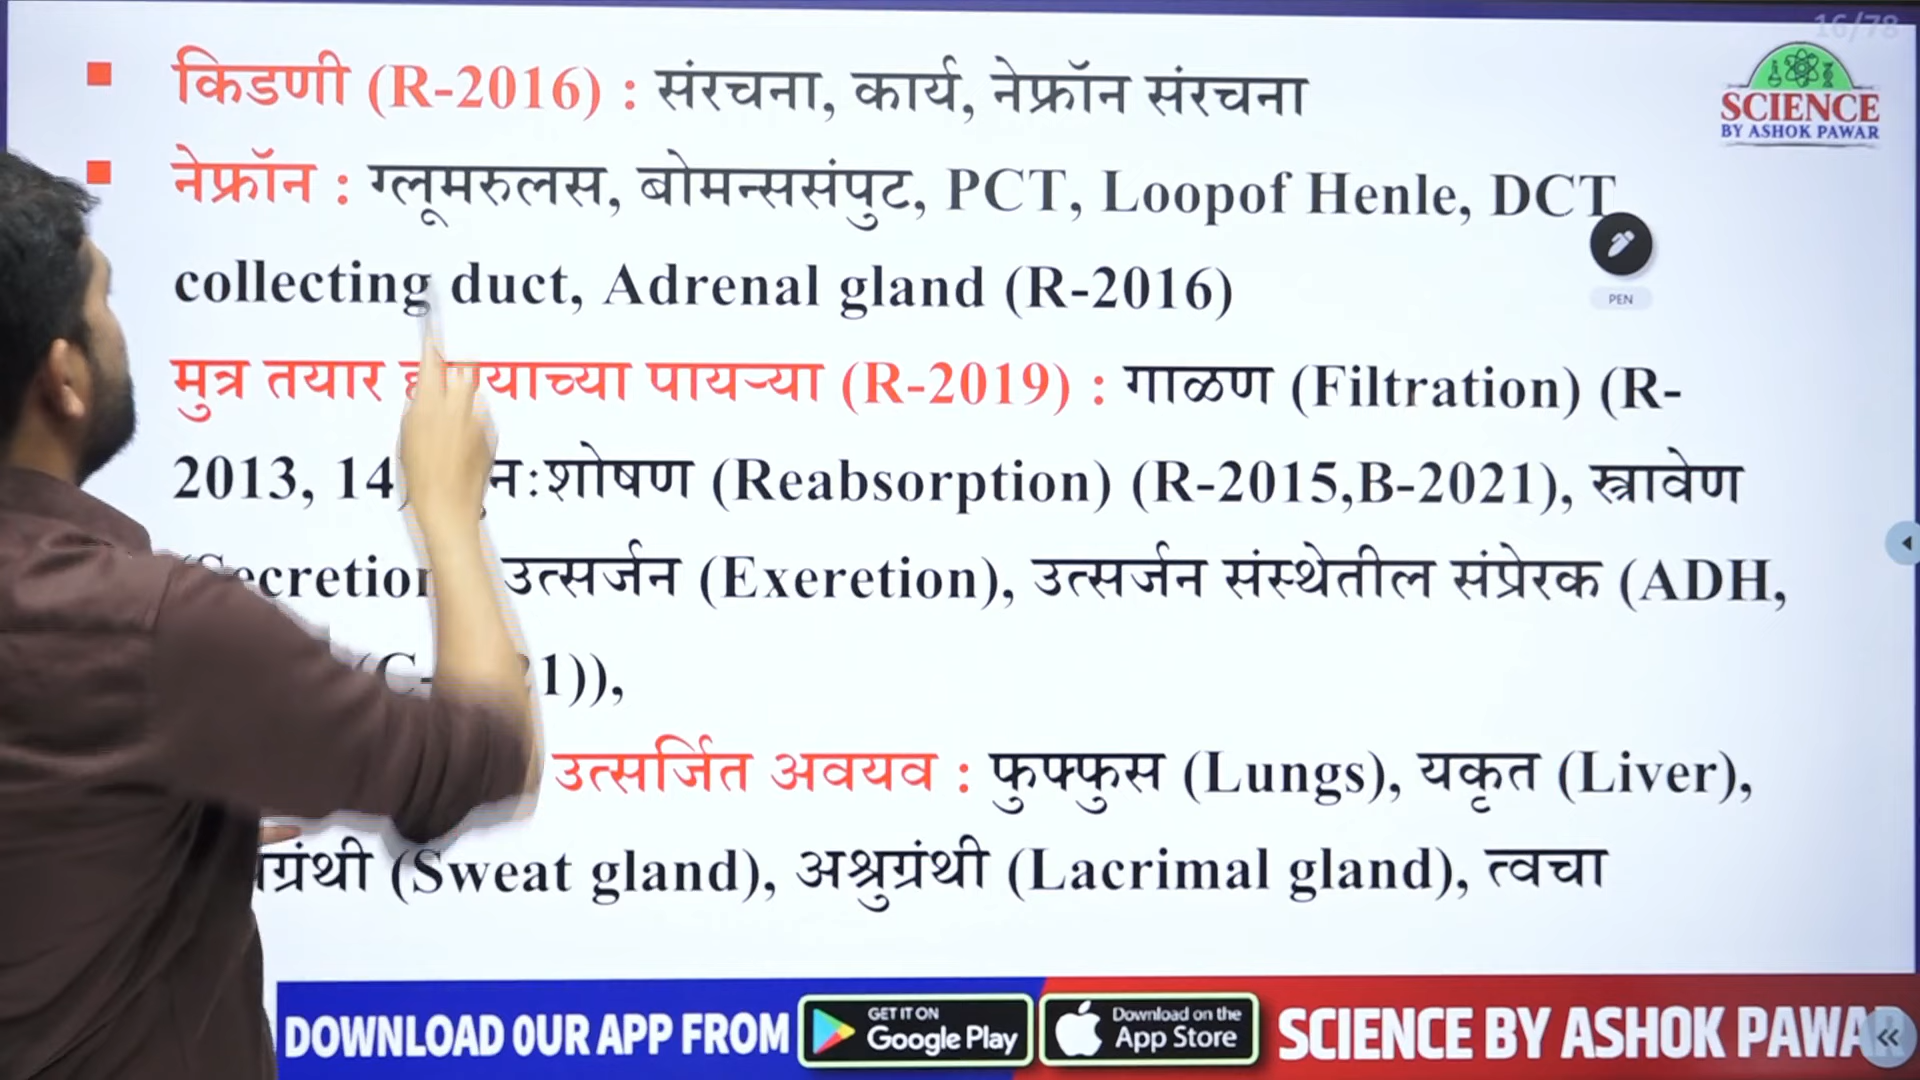 16/78
किडणी (R-2016) : संरचना, कार्य, नेफ्रॉन संरचना
SCIENCE
BY ASHOK PAWAR
नेफ्रॉन : ग्लूमरुलस, बोमन्ससंपुट, PCT, Loopof Henle, DCT
PEN
collecting duct, Adrenal gland (R-2016)
मुत्र तयार पायऱ्या (R-2019) : गाळण (Filtration) (R-
2013, 14 (Reabsorption) (R-2015,B-2021), स्त्रावेण
उत्सर्जन (Exeretion), उत्सर्जन संस्थेतील संप्रेरक (ADH,
1)),
उत्सर्जित अवयव : फुफ्फुस (Lungs), यकृत (Liver),
(Sweat gland), अश्रुग्रंथी (Lacrimal gland), त्वचा
DOWNLOAD OUR APP FROM GET IT ON Google Play Download on the App Store SCIENCE BY ASHOK PAWA